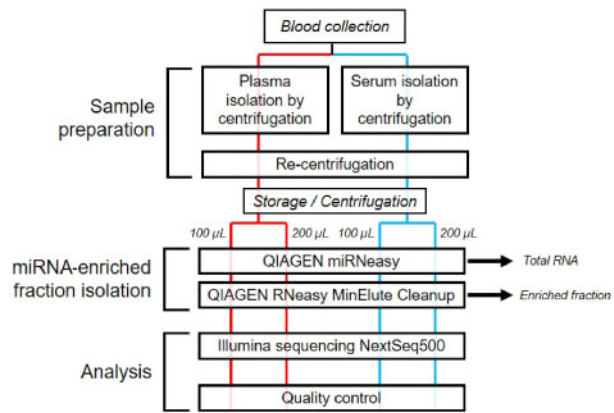 Blood collection
Plasma
isolation by
centrifugation
Serum isolation
by
centrifugation
Sample
preparation
Re-centrifugation
Storage / Centrifugation
100 µL
200 µL
100 µL
200 µL
miRNA-enriched
fraction isolation
QIAGEN miRNeasy
Total RNA
QIAGEN RNeasy MinElute Cleanup
Enriched fraction
Analysis
Illumina sequencing NextSeq500
Quality control